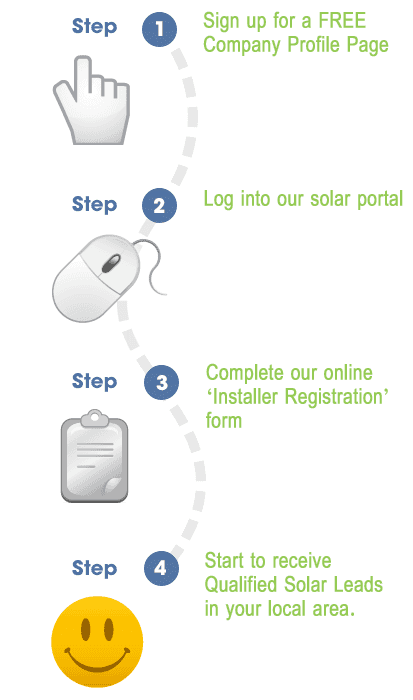 Step 1
Sign up for a FREE
Company Profile Page
Step 2
Log into our solar portal
Step 3
Complete our online
‘Installer Registration’
form
Step 4
Start to receive
Qualified Solar Leads
in your local area.